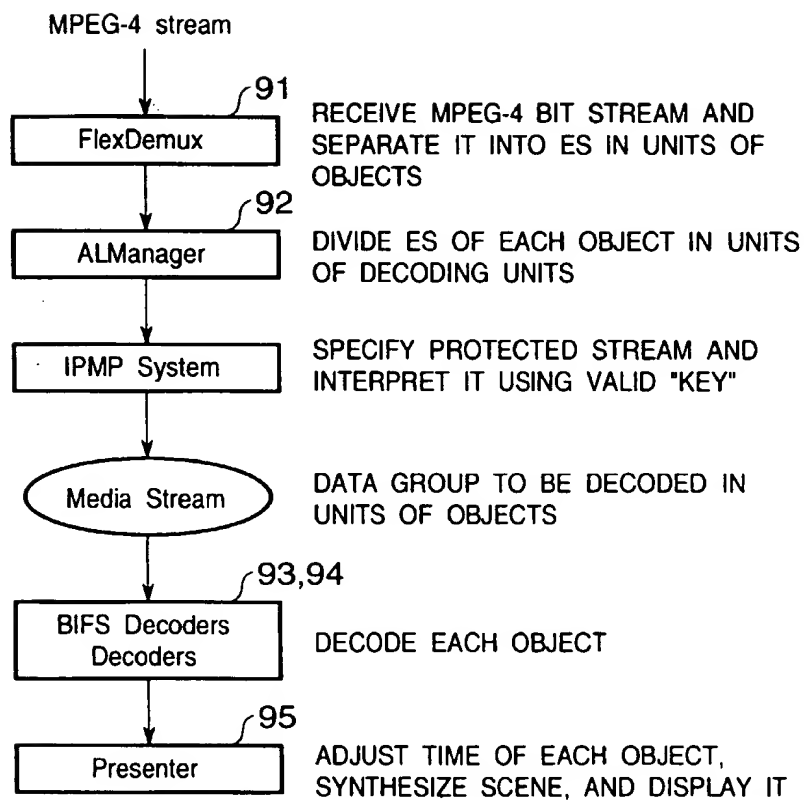 MPEG-4 stream
91
FlexDemux
RECEIVE MPEG-4 BIT STREAM AND
SEPARATE IT INTO ES IN UNITS OF
OBJECTS
92
ALManager
DIVIDE ES OF EACH OBJECT IN UNITS
OF DECODING UNITS
IPMP System
SPECIFY PROTECTED STREAM AND
INTERPRET IT USING VALID "KEY"
Media Stream
DATA GROUP TO BE DECODED IN
UNITS OF OBJECTS
93,94
BIFS Decoders
Decoders
DECODE EACH OBJECT
95
Presenter
ADJUST TIME OF EACH OBJECT,
SYNTHESIZE SCENE, AND DISPLAY IT